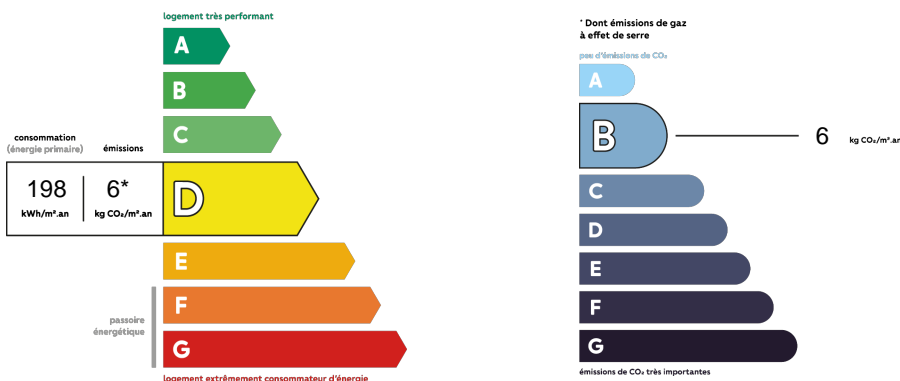 logement très performant
A
B
C
consommation
(énergie primaire)
émissions
198
kWh/m².an
6*
kg CO₂/m².an
D
E
F
G
passoire
énergétique
logement extrêmement consommateur d'énergie
* Dont émissions de gaz
à effet de serre
peu d'émissions de CO₂
A
B
6
kg CO₂/m².an
C
D
E
F
G
émissions de CO₂ très importantes